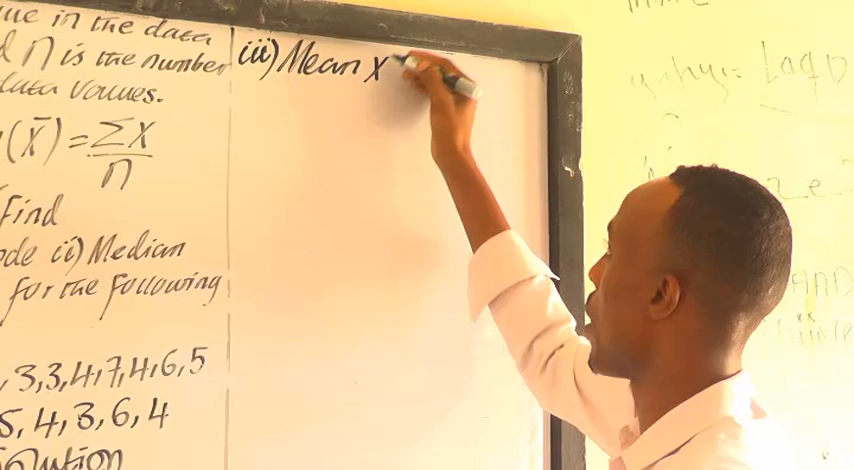 ue in the data
n is the number
data values.
(x̄) = Σx
n
find
ode ii) Median
for the following
, 3,3,4,7,4,6,5
5, 4, 3, 6, 4
Solution
iii) Mean x